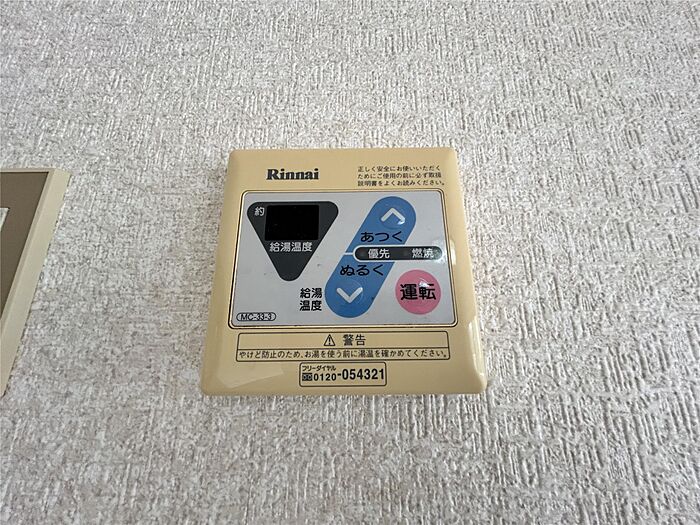 Rinnai
正しく安全にお使いいただく
ためにご使用の前に必ず取扱
説明書をよくお読みください。
約
給湯温度
あつく
優先 燃焼
ぬるく
給湯
温度
運転
MC-33-3
⚠ 警告
やけど防止のため、お湯を使う前に湯温を確かめてください。
フリーダイヤル
0120-054321